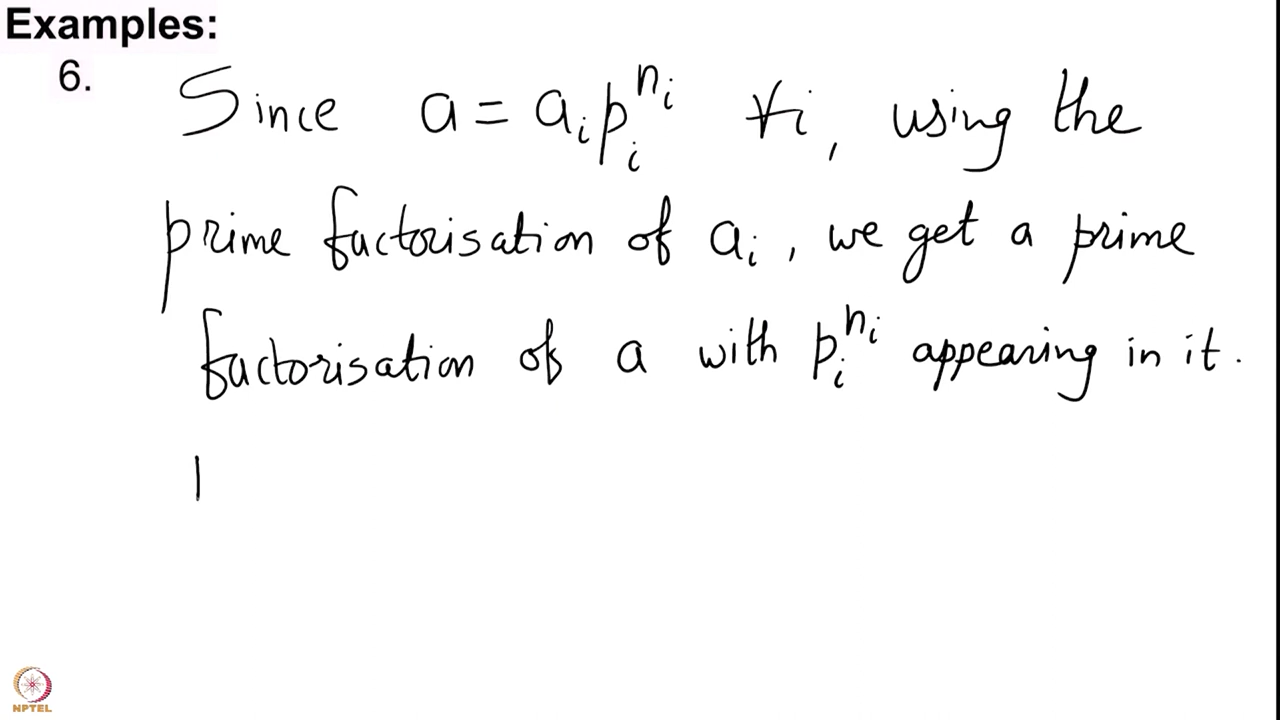 Examples:
6.
Since a = a_i p_i^{n_i} ∀i, using the
prime factorisation of a_i, we get a prime
factorisation of a with p_i^{n_i} appearing in it.
NPTEL